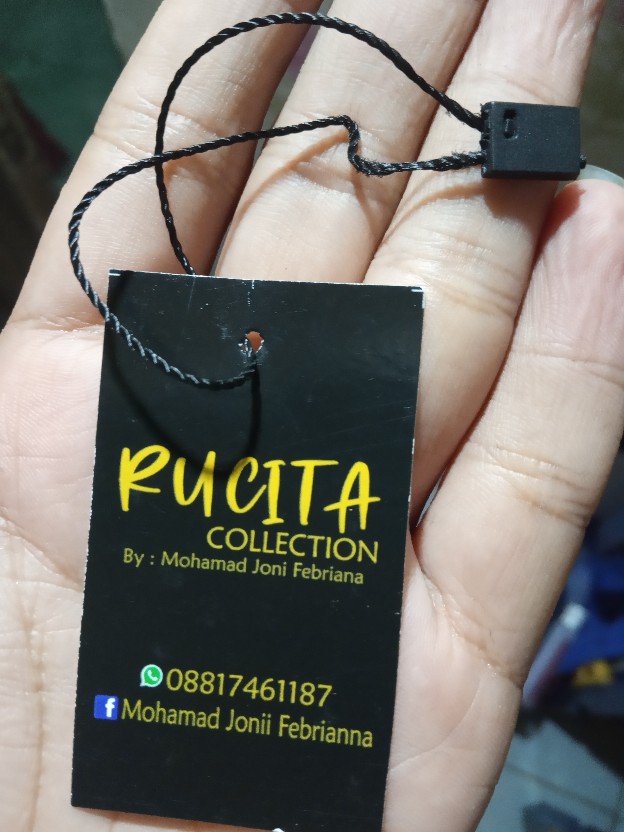 RUCITA
COLLECTION
By : Mohamad Joni Febriana
08817461187
Mohamad Jonii Febrianna